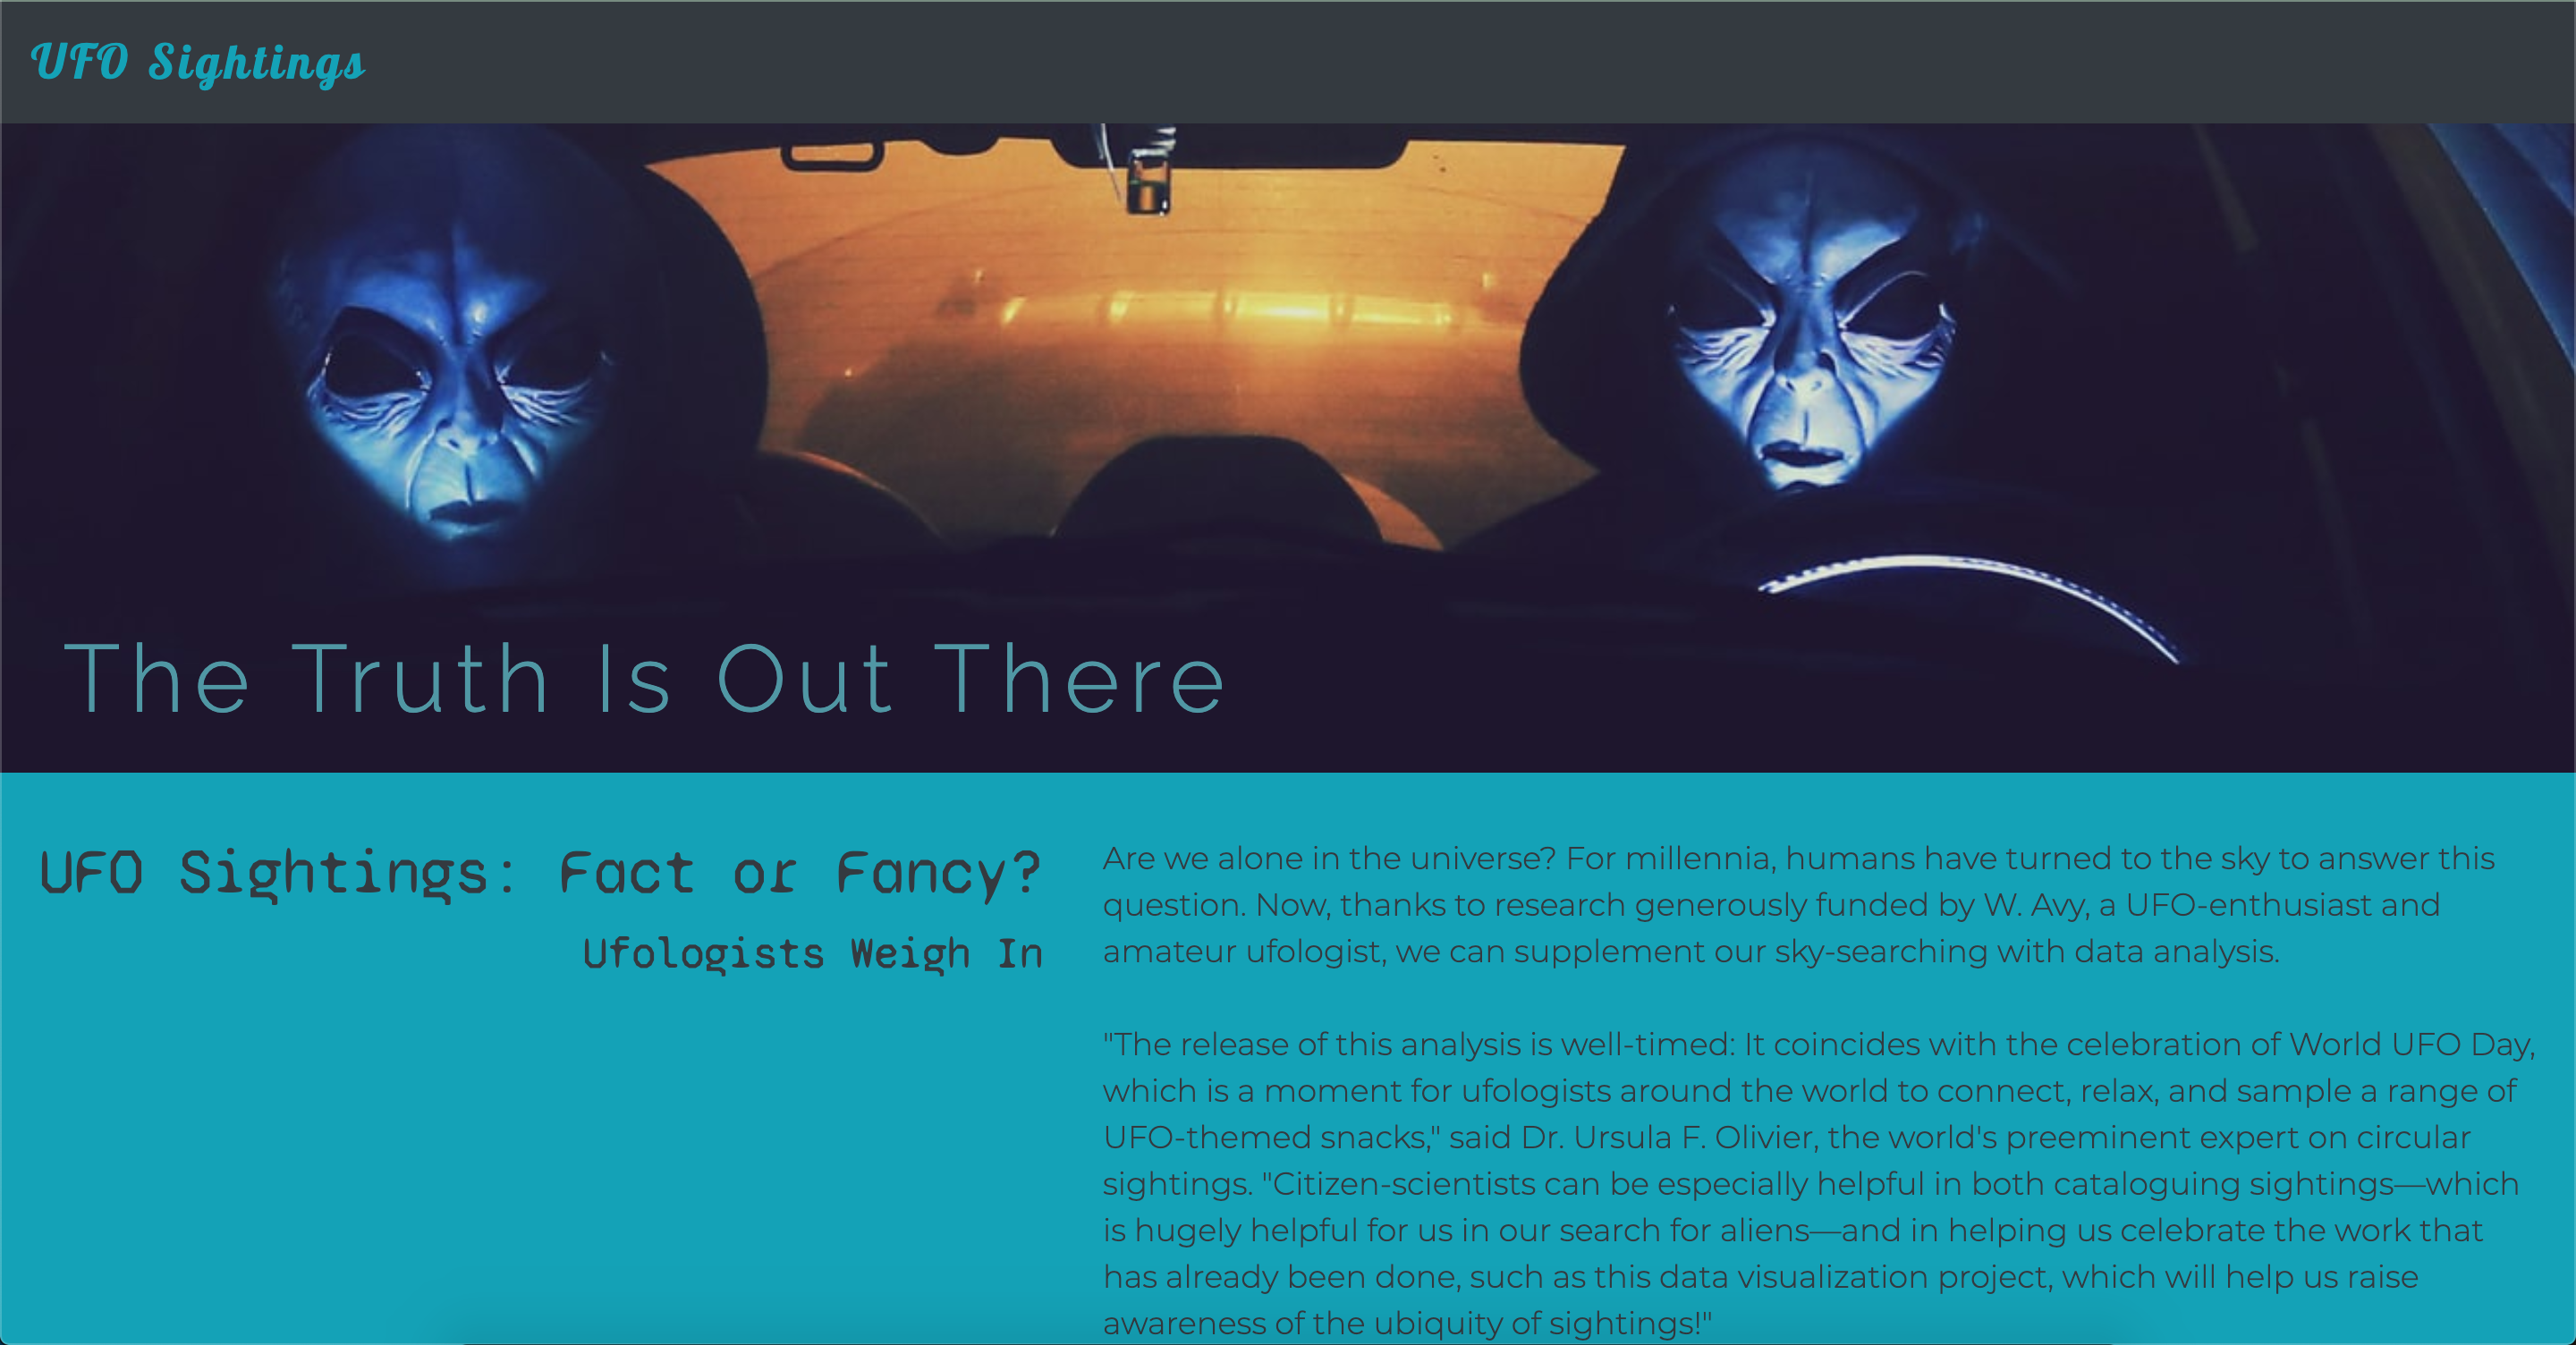 UFO Sightings
The Truth Is Out There
UFO Sightings: Fact or Fancy?
Ufologists Weigh In
Are we alone in the universe? For millennia, humans have turned to the sky to answer this
question. Now, thanks to research generously funded by W. Avy, a UFO-enthusiast and
amateur ufologist, we can supplement our sky-searching with data analysis.
"The release of this analysis is well-timed: It coincides with the celebration of World UFO Day,
which is a moment for ufologists around the world to connect, relax, and sample a range of
UFO-themed snacks," said Dr. Ursula F. Olivier, the world's preeminent expert on circular
sightings. "Citizen-scientists can be especially helpful in both cataloguing sightings—which
is hugely helpful for us in our search for aliens—and in helping us celebrate the work that
has already been done, such as this data visualization project, which will help us raise
awareness of the ubiquity of sightings!"